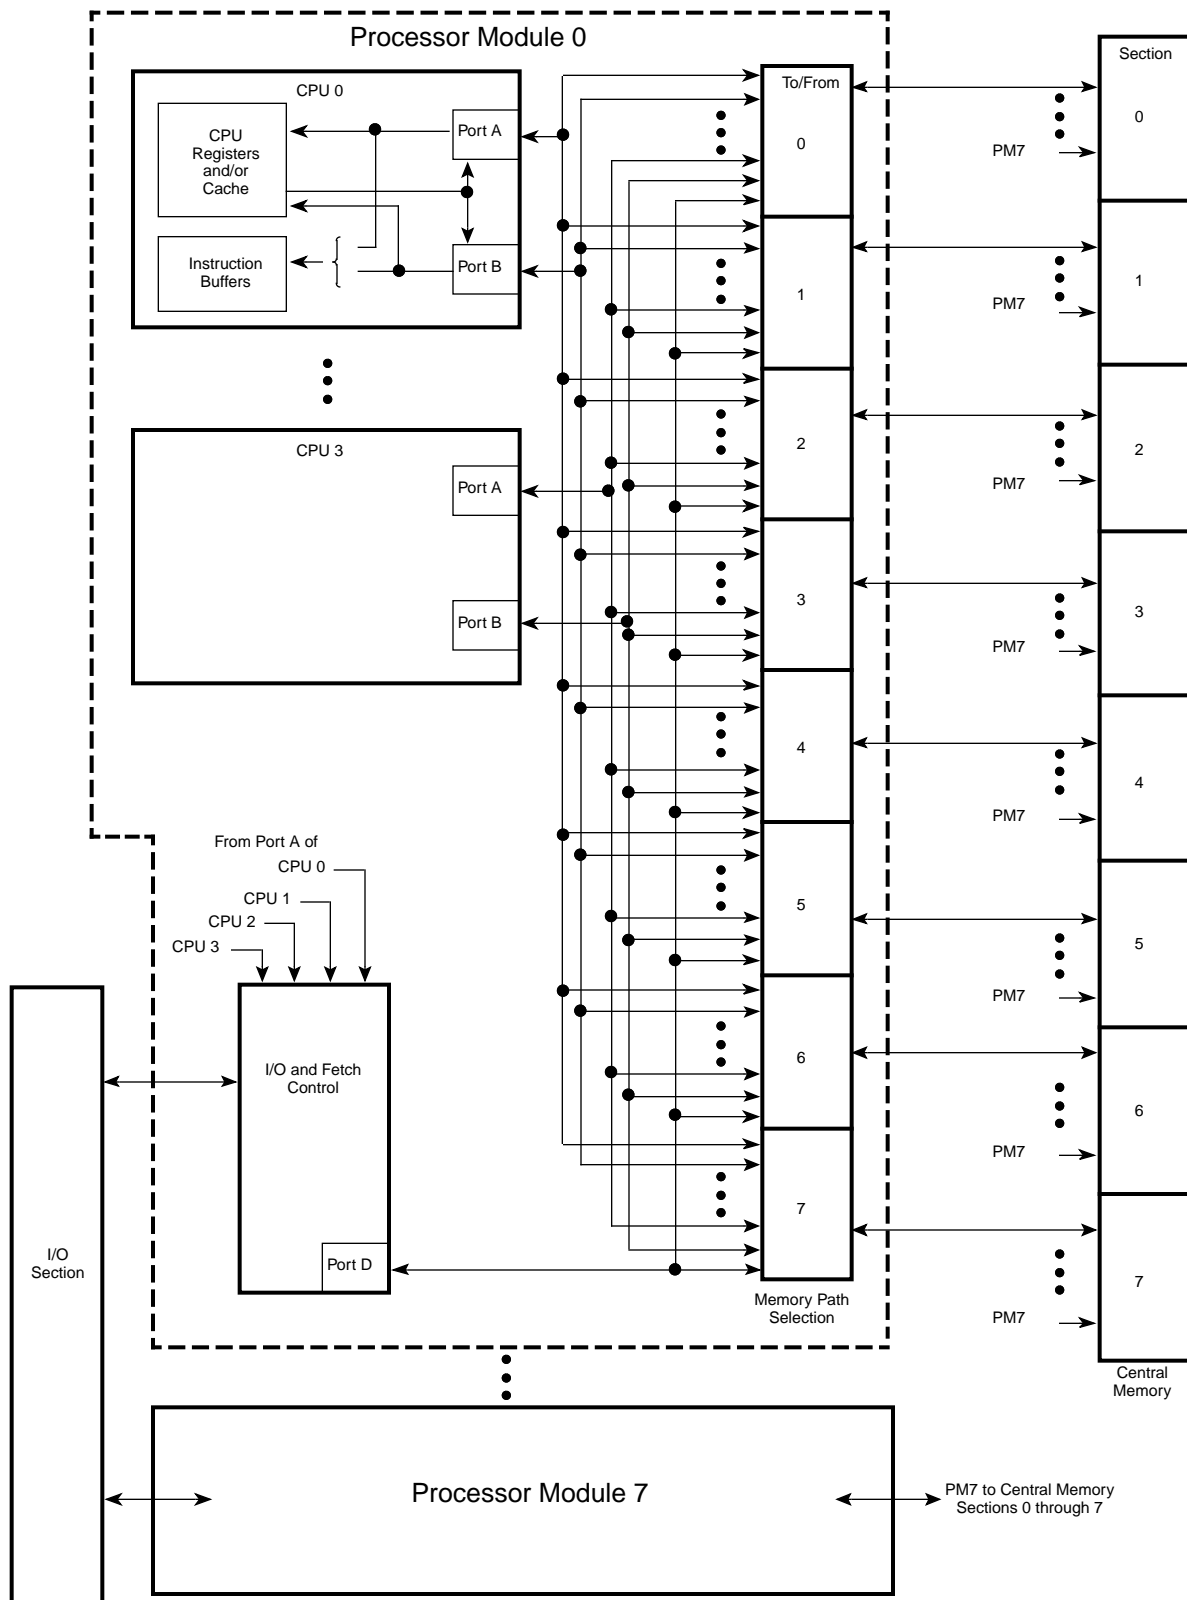 Processor Module 0
CPU 0
CPU
Registers
and/or
Cache
Port A
Instruction
Buffers
Port B
CPU 3
Port A
Port B
To/From
0
1
2
3
4
5
6
7
Memory Path
Selection
Section
0
PM7
1
PM7
2
PM7
3
PM7
4
PM7
5
PM7
6
PM7
7
PM7
Central
Memory
From Port A of
CPU 0
CPU 1
CPU 2
CPU 3
I/O and Fetch
Control
Port D
I/O
Section
Processor Module 7
PM7 to Central Memory
Sections 0 through 7